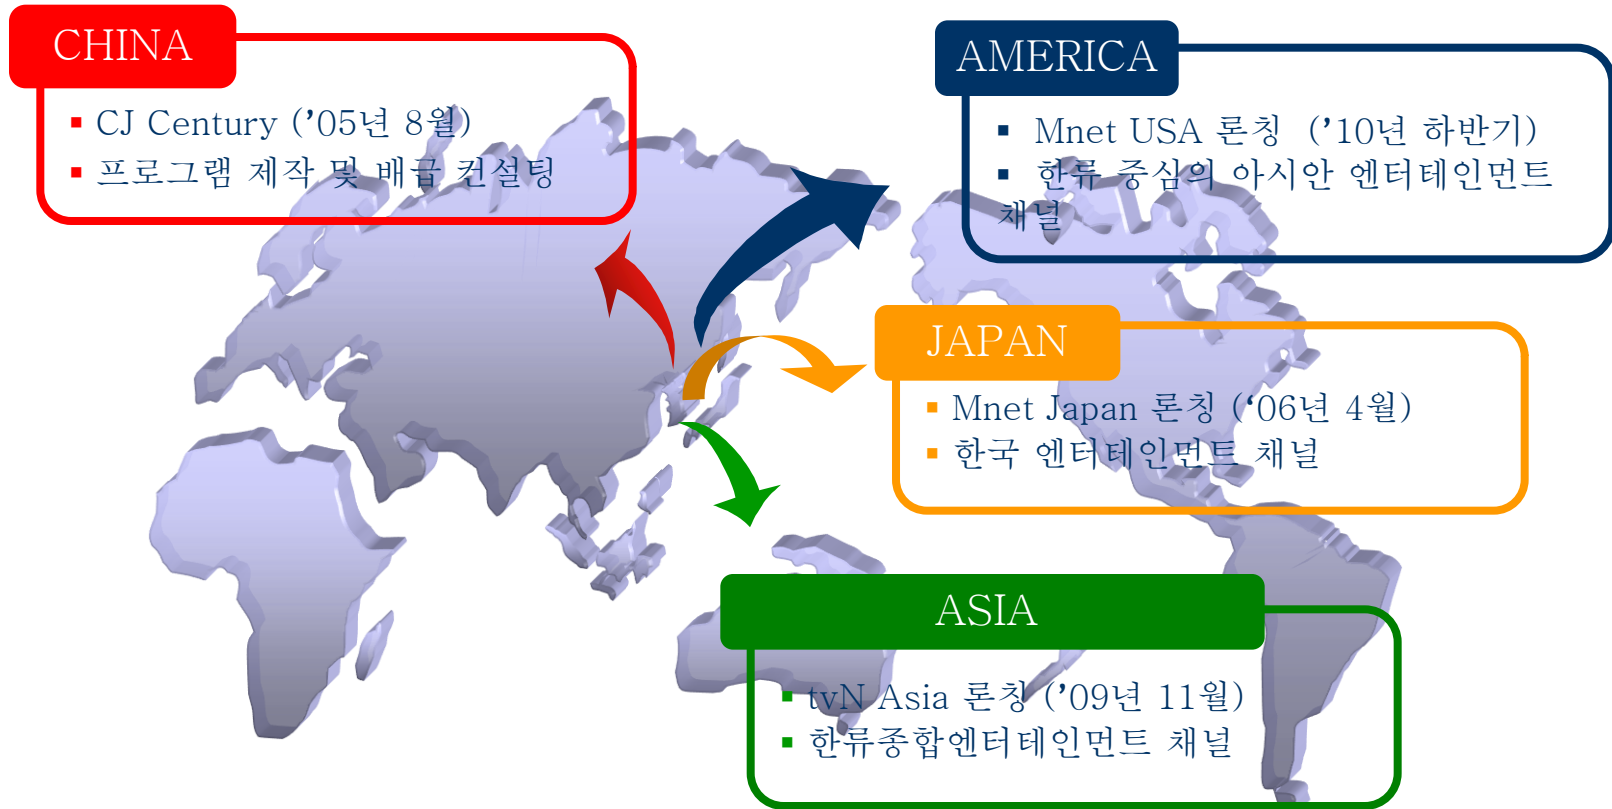 CHINA
▪ CJ Century (’05년 8월)
▪ 프로그램 제작 및 배급 컨설팅
AMERICA
▪ Mnet USA 론칭 (’10년 하반기)
▪ 한류 중심의 아시안 엔터테인먼트
채널
JAPAN
▪ Mnet Japan 론칭 (‘06년 4월)
▪ 한국 엔터테인먼트 채널
ASIA
▪ tvN Asia 론칭 (’09년 11월)
▪ 한류종합엔터테인먼트 채널